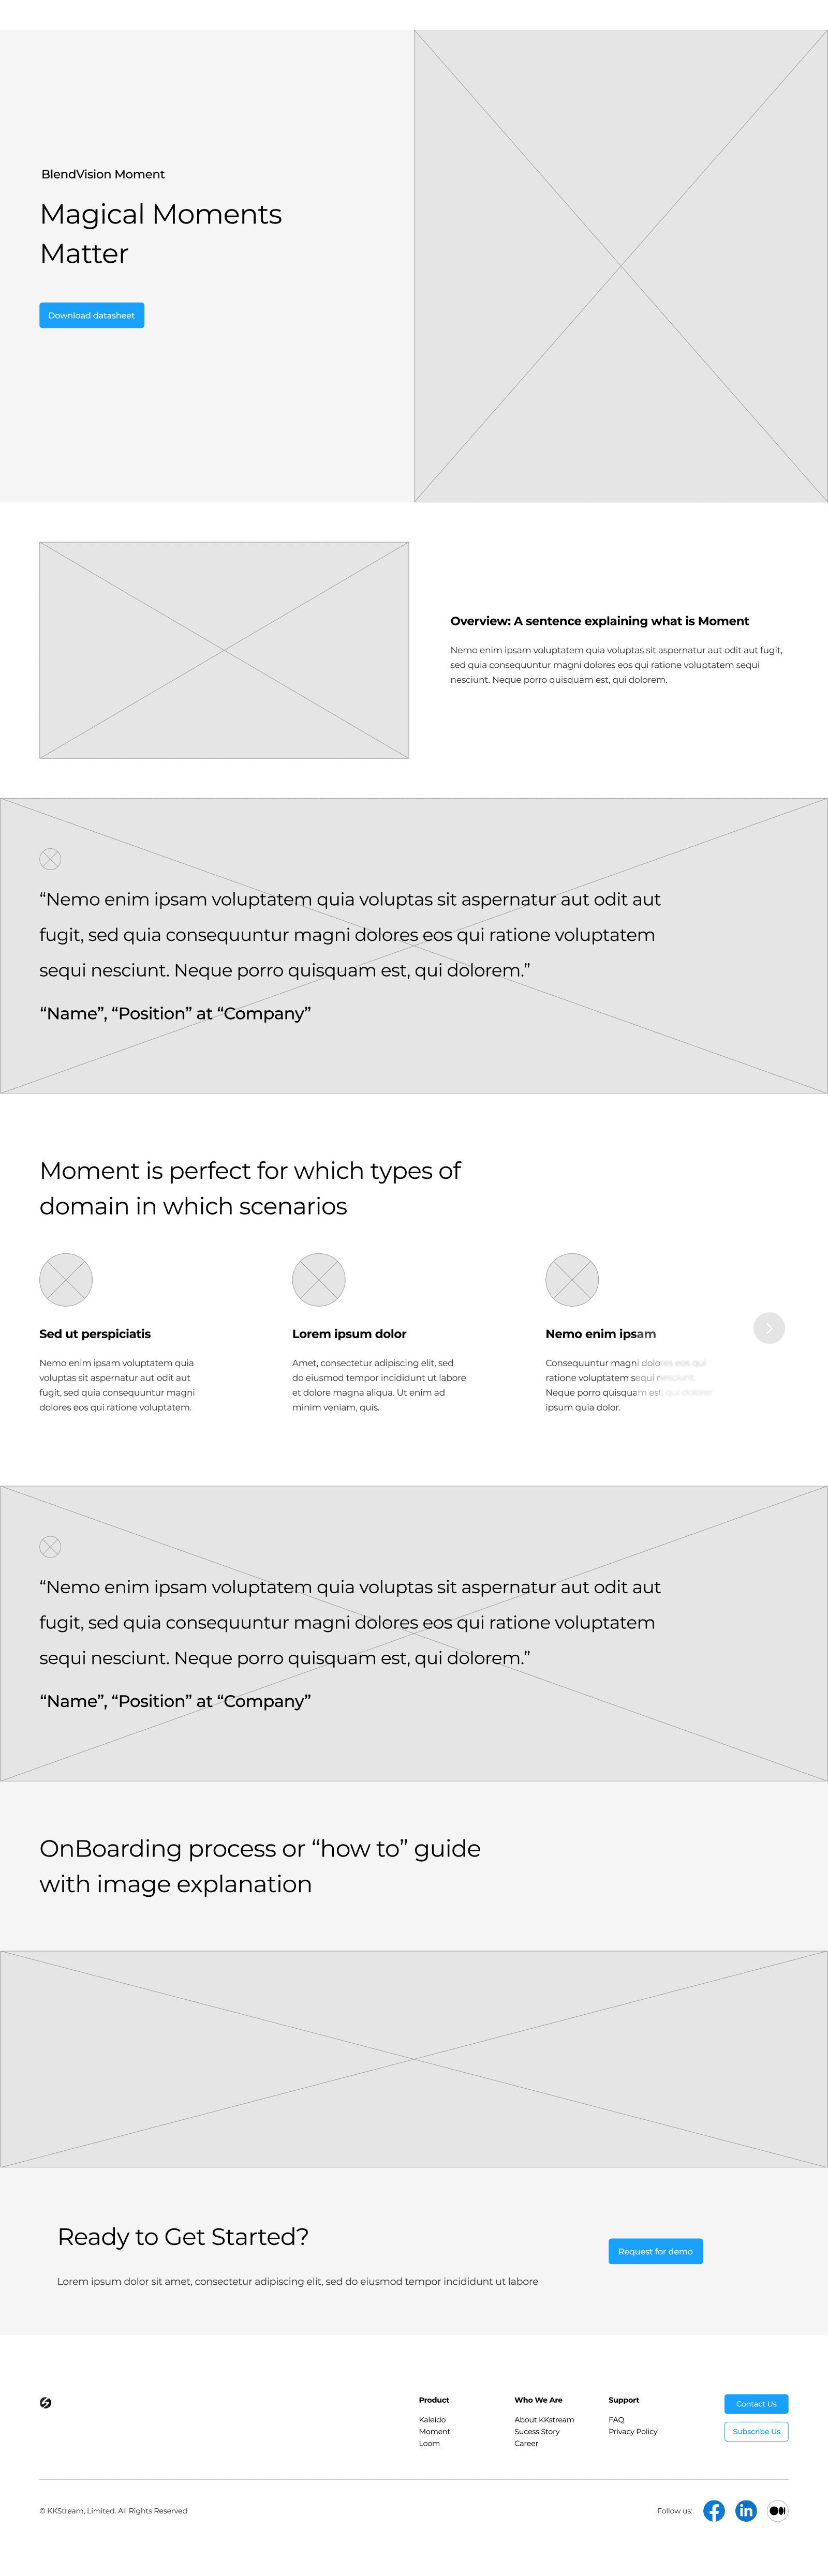 BlendVision Moment
Magical Moments
Matter
Download datasheet
Overview: A sentence explaining what is Moment
Nemo enim ipsam voluptatem quia voluptas sit aspernatur aut odit aut fugit,
sed quia consequuntur magni dolores eos qui ratione voluptatem sequi
nesciunt. Neque porro quisquam est, qui dolorem.
“Nemo enim ipsam voluptatem quia voluptas sit aspernatur aut odit aut
fugit, sed quia consequuntur magni dolores eos qui ratione voluptatem
sequi nesciunt. Neque porro quisquam est, qui dolorem.”
“Name”, “Position” at “Company”
Moment is perfect for which types of
domain in which scenarios
Sed ut perspiciatis
Nemo enim ipsam voluptatem quia
voluptas sit aspernatur aut odit aut
fugit, sed quia consequuntur magni
dolores eos qui ratione voluptatem.
Lorem ipsum dolor
Amet, consectetur adipiscing elit, sed
do eiusmod tempor incididunt ut labore
et dolore magna aliqua. Ut enim ad
minim veniam, quis.
Nemo enim ipsam
Consequuntur magni dolores eos qui
ratione voluptatem sequi nesciunt.
Neque porro quisquam est, qui dolorer
ipsum quia dolor.
“Nemo enim ipsam voluptatem quia voluptas sit aspernatur aut odit aut
fugit, sed quia consequuntur magni dolores eos qui ratione voluptatem
sequi nesciunt. Neque porro quisquam est, qui dolorem.”
“Name”, “Position” at “Company”
OnBoarding process or “how to” guide
with image explanation
Ready to Get Started?
Lorem ipsum dolor sit amet, consectetur adipiscing elit, sed do eiusmod tempor incididunt ut labore
Request for demo
Product
Kaleido
Moment
Loom
Who We Are
About KKstream
Sucess Story
Career
Support
FAQ
Privacy Policy
Contact Us
Subscribe Us
© KKStream, Limited. All Rights Reserved
Follow us: